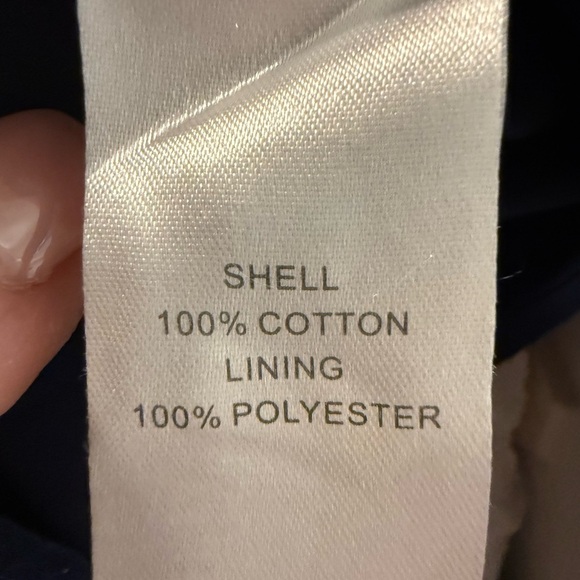 SHELL
100% COTTON
LINING
100% POLYESTER